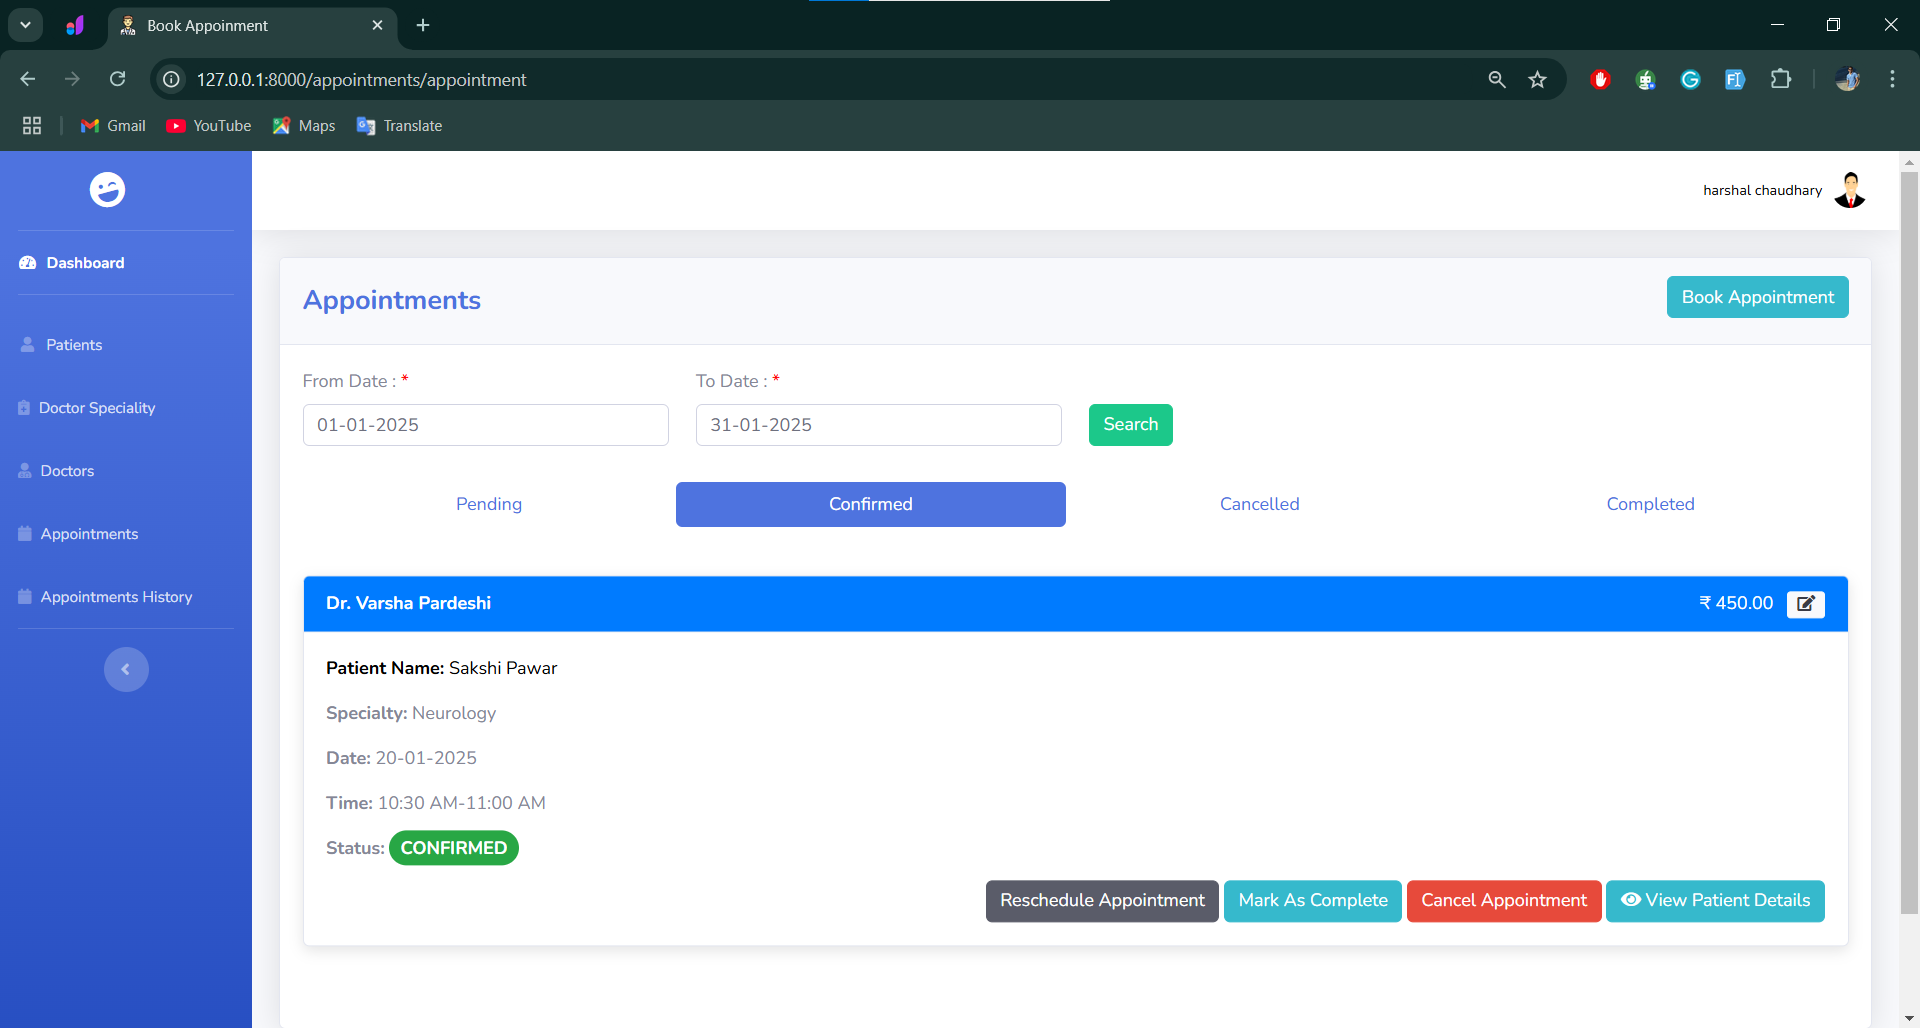 Book Appoinment
127.0.0.1:8000/appointments/appointment
Gmail YouTube Maps Translate
harshal chaudhary
Dashboard
Patients
Doctor Speciality
Doctors
Appointments
Appointments History
Appointments
Book Appointment
From Date : *
To Date : *
01-01-2025
31-01-2025
Search
Pending
Confirmed
Cancelled
Completed
Dr. Varsha Pardeshi
₹ 450.00
Patient Name: Sakshi Pawar
Specialty: Neurology
Date: 20-01-2025
Time: 10:30 AM-11:00 AM
Status: CONFIRMED
Reschedule Appointment
Mark As Complete
Cancel Appointment
View Patient Details